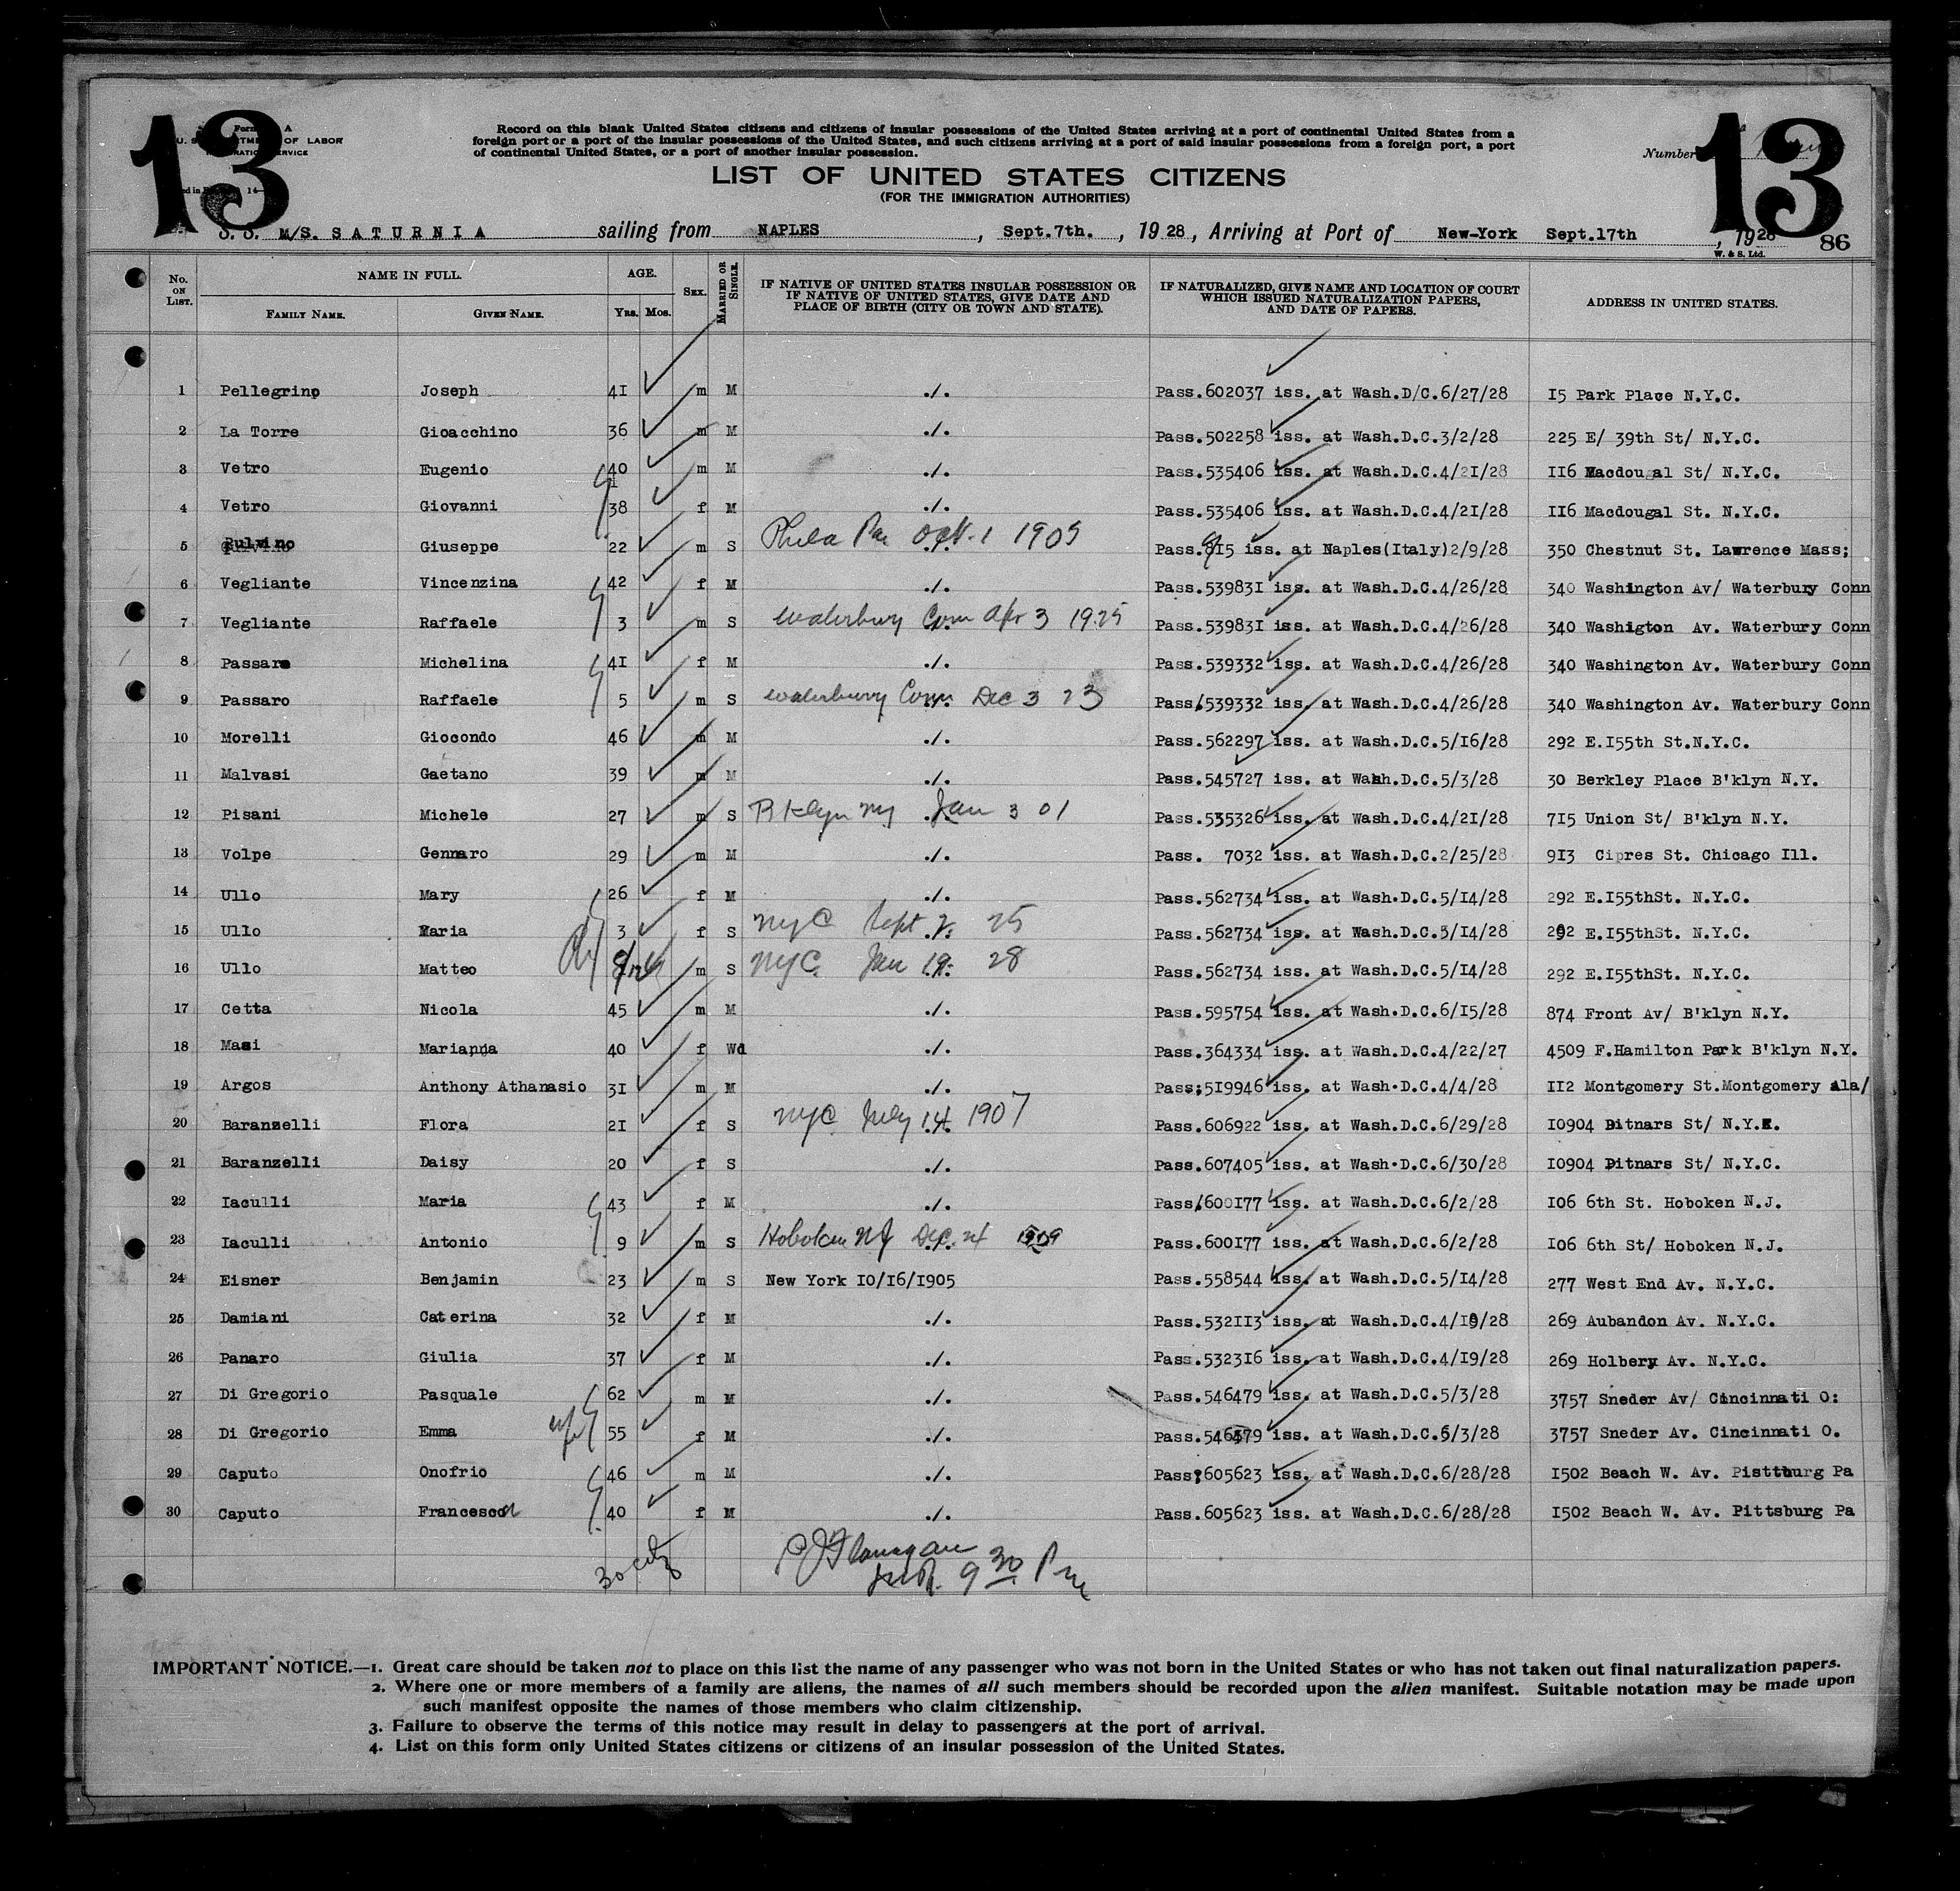 13
13
Form A
U. S. DEPARTMENT OF LABOR
IMMIGRATION SERVICE
Record on this blank United States citizens and citizens of insular possessions of the United States arriving at a port of continental United States from a
foreign port or a port of the insular possessions of the United States, and such citizens arriving at a port of said insular possessions from a foreign port, a port
of continental United States, or a port of another insular possession.
Number
LIST OF UNITED STATES CITIZENS
(FOR THE IMMIGRATION AUTHORITIES)
S. S. M/S. SATURNIA sailing from NAPLES, Sept.7th., 1928, Arriving at Port of New-York Sept.17th, 1928
W. & S. Ltd.
86
No. ON LIST. NAME IN FULL. FAMILY NAME. GIVEN NAME. AGE. YRS. MOS. SEX. MARRIED OR SINGLE. IF NATIVE OF UNITED STATES INSULAR POSSESSION OR IF NATIVE OF UNITED STATES, GIVE DATE AND PLACE OF BIRTH (CITY OR TOWN AND STATE). IF NATURALIZED, GIVE NAME AND LOCATION OF COURT WHICH ISSUED NATURALIZATION PAPERS, AND DATE OF PAPERS. ADDRESS IN UNITED STATES.
1 Pellegrino Joseph 41 m M ./. Pass.602037 iss. at Wash.D/C.6/27/28 15 Park Place N.Y.C.
2 La Torre Gioacchino 36 m M ./. Pass.502258 iss. at Wash.D.C.3/2/28 225 E/ 39th St/ N.Y.C.
3 Vetro Eugenio 40 m M ./. Pass.535406 iss. at Wash.D.C.4/21/28 116 Macdougal St/ N.Y.C.
4 Vetro Giovanni 38 f M ./. Pass.535406 iss. at Wash.D.C.4/21/28 116 Macdougal St. N.Y.C.
5 Rulvino Giuseppe 22 m S Phila Pa Oct. 1 1905 Pass. 15 iss. at Naples(Italy)2/9/28 350 Chestnut St. Lawrence Mass;
6 Vegliante Vincenzina 42 f M ./. Pass.539831 iss. at Wash.D.C.4/26/28 340 Washington Av/ Waterbury Conn
7 Vegliante Raffaele 3 m S Waterbury Conn Apr 3 1925 Pass.539831 iss. at Wash.D.C.4/26/28 340 Washigton Av. Waterbury Conn
8 Passaro Michelina 41 f M ./. Pass.539332 iss. at Wash.D.C.4/26/28 340 Washington Av. Waterbury Conn
9 Passaro Raffaele 5 m S Waterbury Conn Dec 3 23 Pass/539332 iss. at Wash.D.C.4/26/28 340 Washington Av. Waterbury Conn
10 Morelli Giocondo 46 m M ./. Pass.562297 iss. at Wash.D.C.5/16/28 292 E.155th St.N.Y.C.
11 Malvasi Gaetano 39 m M ./. Pass.545727 iss. at Wahh.D.C.5/3/28 30 Berkley Place B'klyn N.Y.
12 Pisani Michele 27 m S Bklyn NY Jan 3 01 Pass.535326 iss. at Wash.D.C.4/21/28 715 Union St/ B'klyn N.Y.
13 Volpe Gennaro 29 m M ./. Pass. 7032 iss. at Wash.D.C.2/25/28 913 Cipres St. Chicago Ill.
14 Ullo Mary 26 f M ./. Pass.562734 iss. at Wash.D.C.5/14/28 292 E.155thSt. N.Y.C.
15 Ullo Maria 3 f S NYC Sept. 2. 25 Pass.562734 iss. at Wash.D.C.5/14/28 292 E.155thSt. N.Y.C.
16 Ullo Matteo 8/12 m S NYC. Jan 19. 28 Pass.562734 iss. at Wash.D.C.5/14/28 292 E.155thSt. N.Y.C.
17 Cetta Nicola 45 m M ./. Pass.595754 iss. at Wash.D.C.6/15/28 874 Front Av/ B'klyn N.Y.
18 Masi Marianna 40 f Wd ./. Pass.364334 iss. at Wash.D.C.4/22/27 4509 F.Hamilton Park B'klyn N.Y.
19 Argos Anthony Athanasio 31 m M ./. Pass;519946 iss. at Wash.D.C.4/4/28 112 Montgomery St.Montgomery Ala/
20 Baranzelli Flora 21 f S NYC July 14 1907 Pass.606922 iss. at Wash.D.C.6/29/28 10904 Ditnars St/ N.Y.C.
21 Baranzelli Daisy 20 f S ./. Pass.607405 iss. at Wash.D.C.6/30/28 10904 Ditnars St/ N.Y.C.
22 Iaculli Maria 43 f M ./. Pass/600177 iss. at Wash.D.C.6/2/28 106 6th St. Hoboken N.J.
23 Iaculli Antonio 9 m S Hoboken NJ Dec. 24 1909 Pass.600177 iss. at Wash.D.C.6/2/28 106 6th St/ Hoboken N.J.
24 Eisner Benjamin 23 m S New York 10/16/1905 Pass.558544 iss. at Wash.D.C.5/14/28 277 West End Av. N.Y.C.
25 Damiani Caterina 32 f M ./. Pass.532113 iss. at Wash.D.C.4/19/28 269 Aubandon Av. N.Y.C.
26 Panaro Giulia 37 f M ./. Pass.532316 iss. at Wash.D.C.4/19/28 269 Holbery Av. N.Y.C.
27 Di Gregorio Pasquale 62 m M ./. Pass.546479 iss. at Wash.D.C.5/3/28 3757 Sneder Av/ Cincinnati O:
28 Di Gregorio Emma 55 f M ./. Pass.546479 iss. at Wash.D.C.5/3/28 3757 Sneder Av. Cincinnati O.
29 Caputo Onofrio 46 m M ./. Pass;605623 iss. at Wash.D.C.6/28/28 1502 Beach W. Av. Pisttburg Pa
30 Caputo Francesca 40 f M ./. Pass.605623 iss. at Wash.D.C.6/28/28 1502 Beach W. Av. Pittsburg Pa
30 citz
PJ Flanagan
Insp. 9 30 Pm
IMPORTANT NOTICE.—1. Great care should be taken not to place on this list the name of any passenger who was not born in the United States or who has not taken out final naturalization papers.
2. Where one or more members of a family are aliens, the names of all such members should be recorded upon the alien manifest. Suitable notation may be made upon
such manifest opposite the names of those members who claim citizenship.
3. Failure to observe the terms of this notice may result in delay to passengers at the port of arrival.
4. List on this form only United States citizens or citizens of an insular possession of the United States.